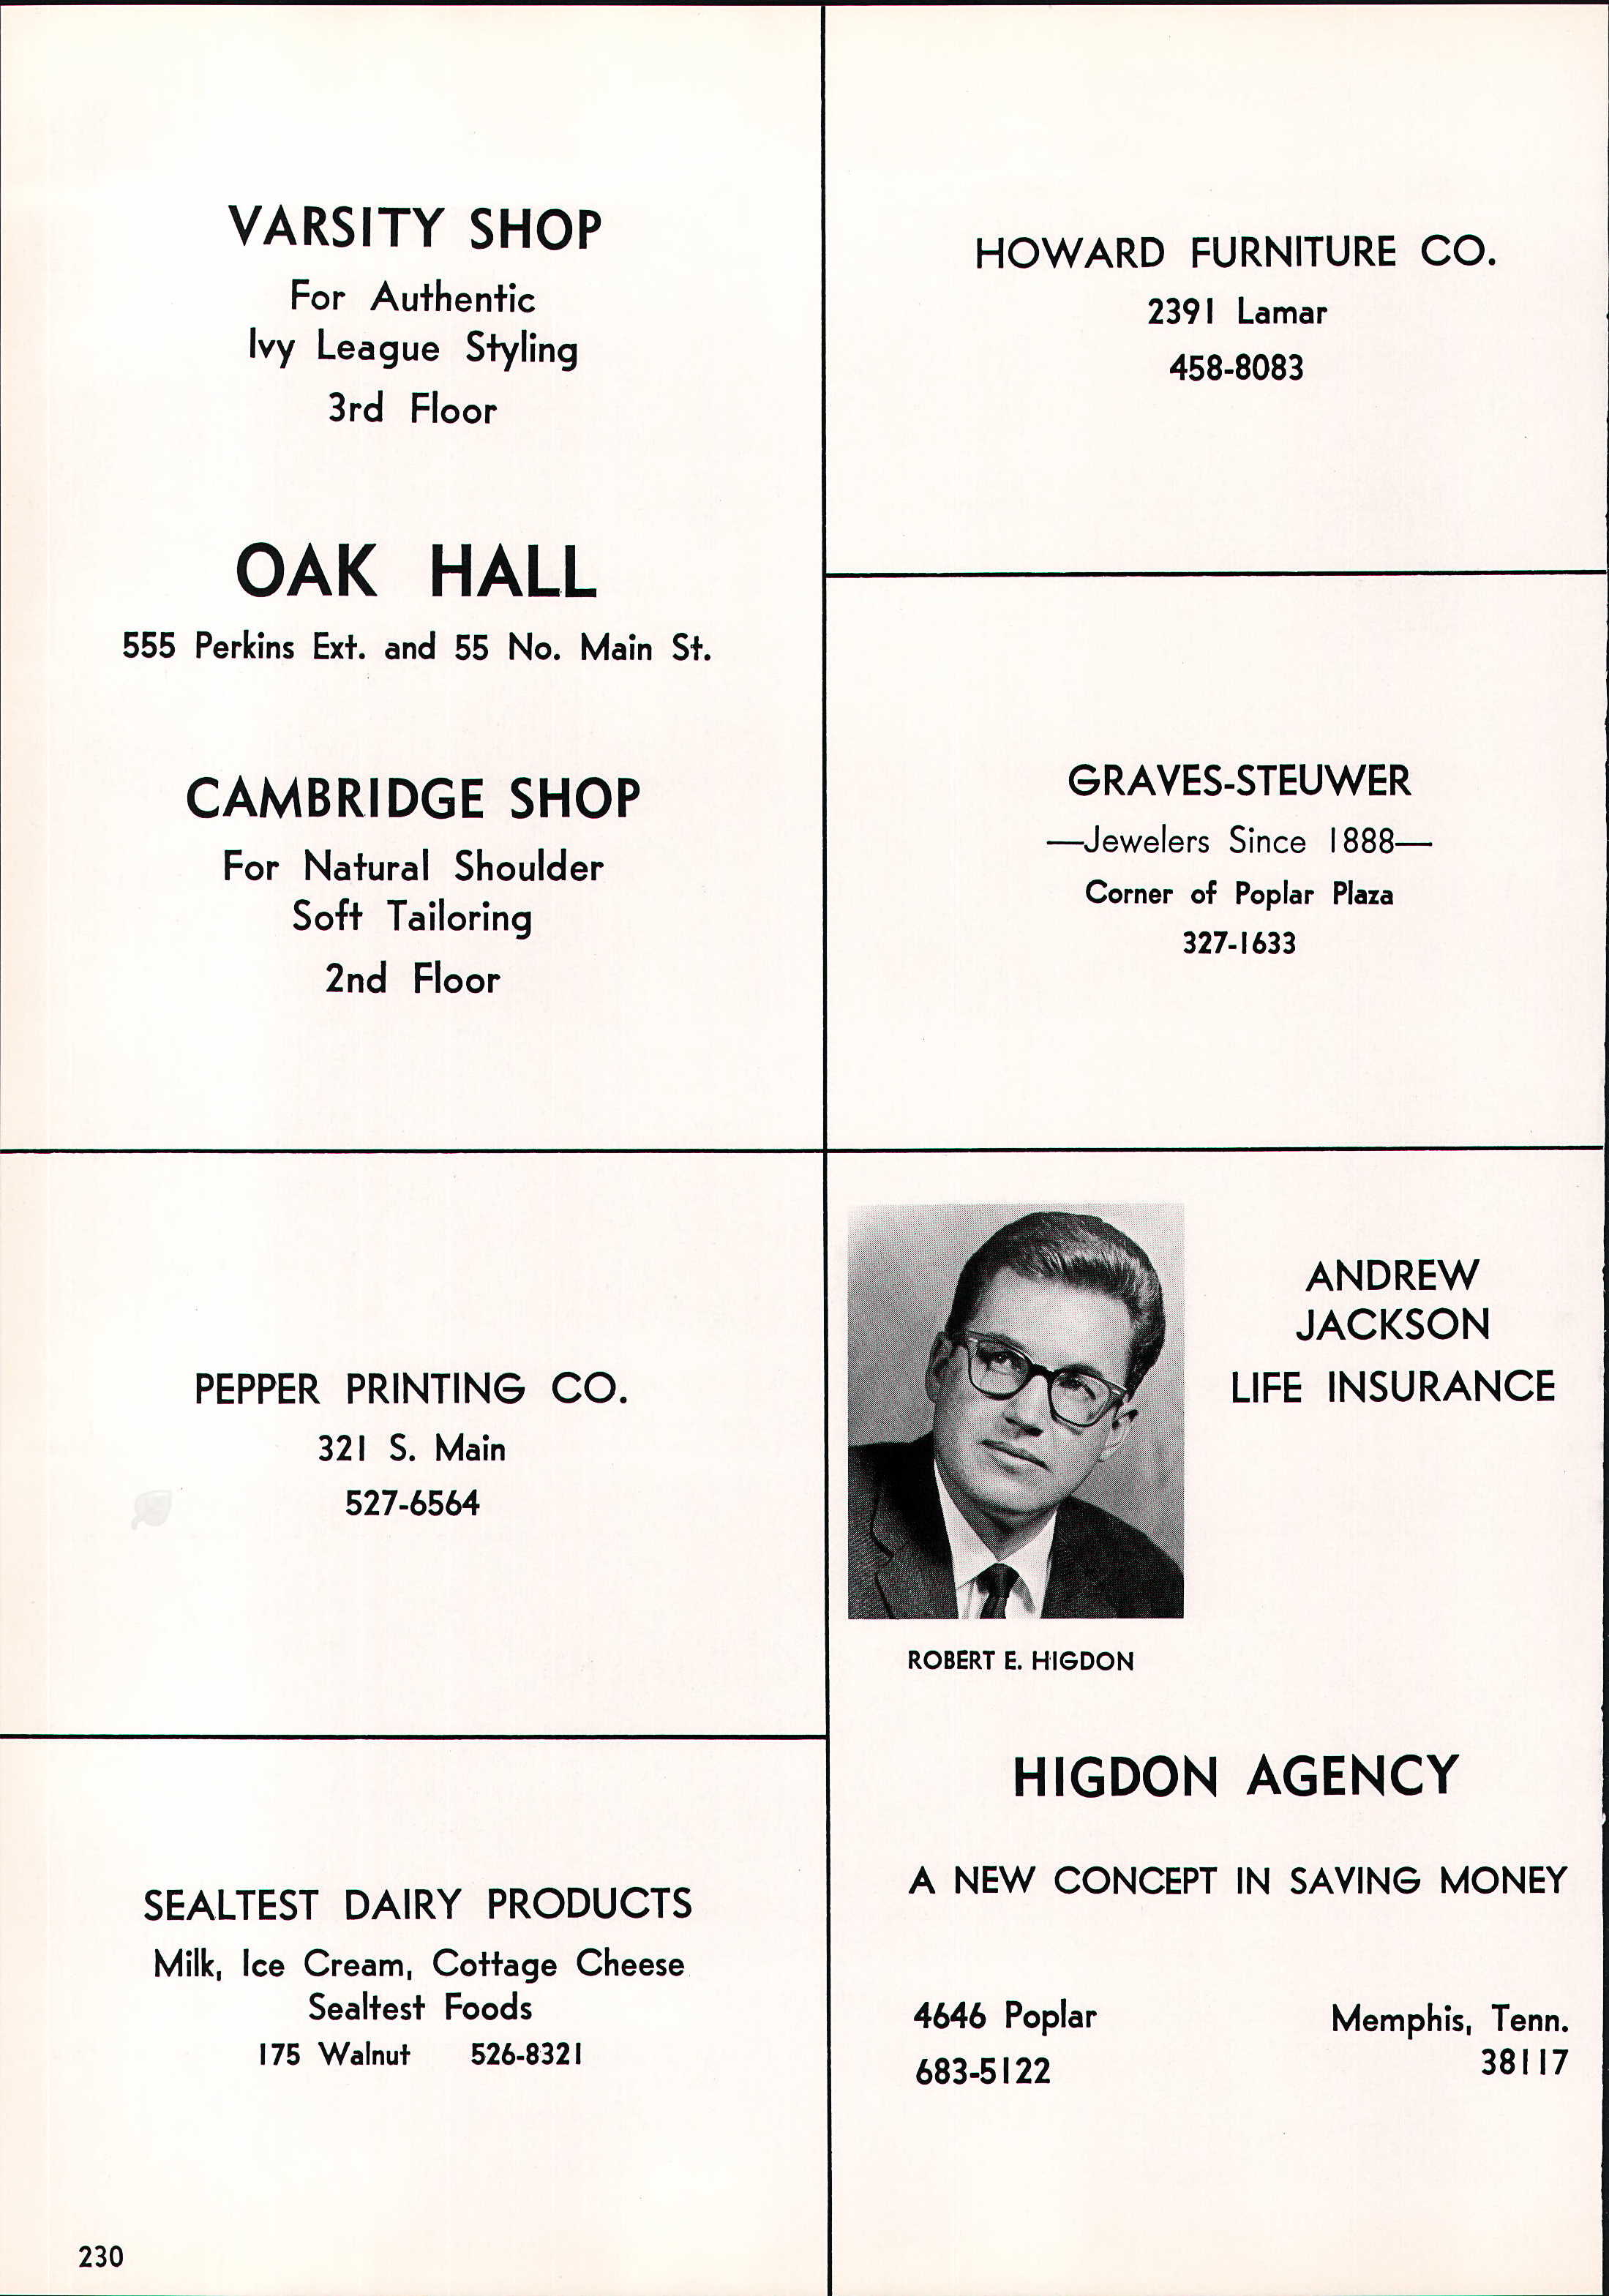 VARSITY SHOP
For Authentic
Ivy League Styling
3rd Floor
OAK HALL
555 Perkins Ext. and 55 No. Main St.
CAMBRIDGE SHOP
For Natural Shoulder
Soft Tailoring
2nd Floor
HOWARD FURNITURE CO.
2391 Lamar
458-8083
GRAVES-STEUWER
—Jewelers Since 1888—
Corner of Poplar Plaza
327-1633
PEPPER PRINTING CO.
321 S. Main
527-6564
SEALTEST DAIRY PRODUCTS
Milk, Ice Cream, Cottage Cheese
Sealtest Foods
175 Walnut 526-8321
ANDREW
JACKSON
LIFE INSURANCE
ROBERT E. HIGDON
HIGDON AGENCY
A NEW CONCEPT IN SAVING MONEY
4646 Poplar Memphis, Tenn.
683-5122 38117
230